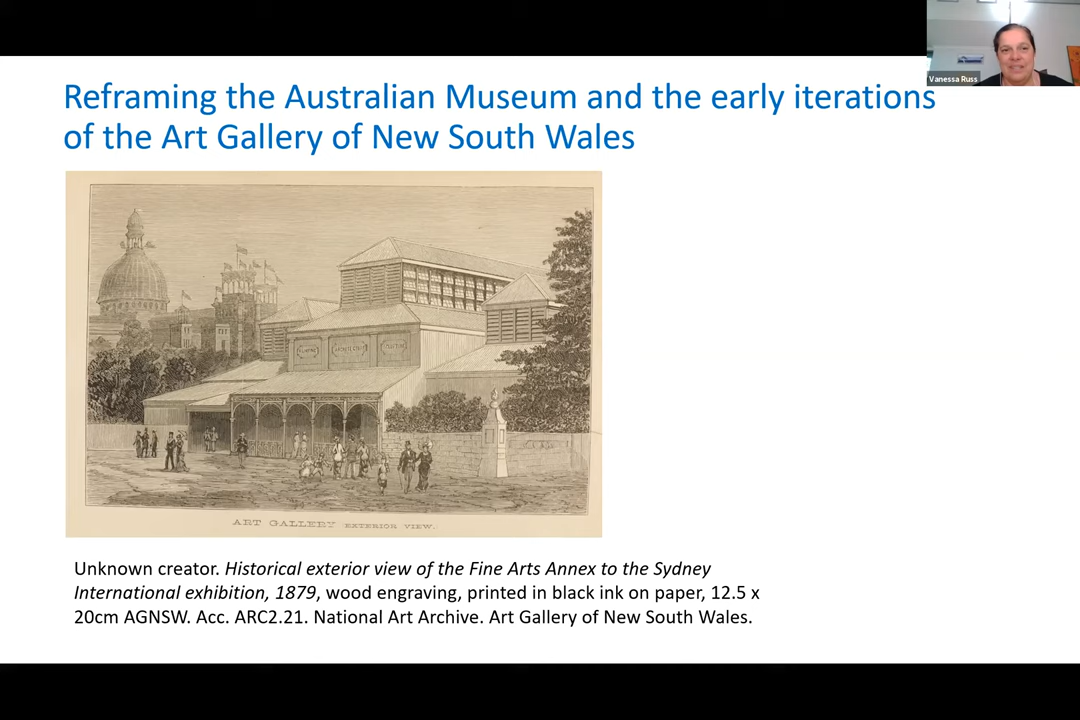 Vanessa Russ
Reframing the Australian Museum and the early iterations
of the Art Gallery of New South Wales
ART GALLERY EXTERIOR VIEW.
Unknown creator. Historical exterior view of the Fine Arts Annex to the Sydney
International exhibition, 1879, wood engraving, printed in black ink on paper, 12.5 x
20cm AGNSW. Acc. ARC2.21. National Art Archive. Art Gallery of New South Wales.